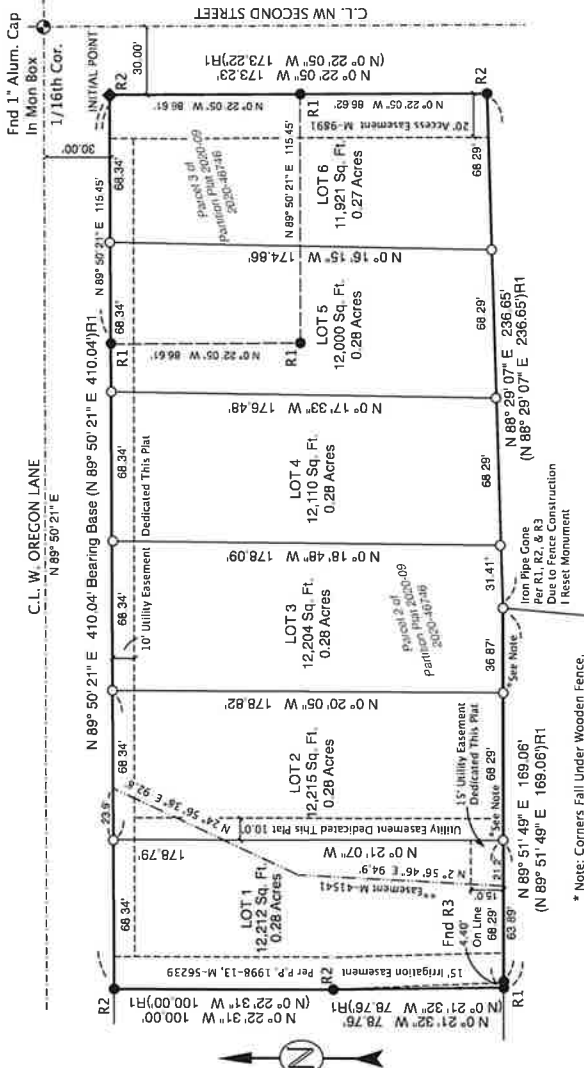 Fnd 1" Alum. Cap
In Mon Box
1/16th Cor.
C.L. W. OREGON LANE
N 89° 50' 21" E
C.L. NW SECOND STREET
30.00'
30.00'
INITIAL POINT
R2
N 89° 50' 21" E 410.04' Bearing Base (N 89° 50' 21" E 410.04')R1
N 89° 50' 21" E 115.45'
R2
23.9'
68.34'
68.34'
68.34'
68.34'
68.34'
68.34'
R1
10' Utility Easement Dedicated This Plat
N 0° 22' 31" W 100.00'
(N 0° 22' 31" W 100.00')R1
R2
N 0° 21' 32" W 78.76'
(N 0° 21' 32" W 78.76')R1
15' Irrigation Easement Per P.P. 1998-13, M-56239
LOT 1
12,212 Sq. Ft.
0.28 Acres
**Easement M-41541
N 2° 56' 46" E 94.9'
N 24° 56' 38" E 92.8'
N 0° 21' 07" W
178.79'
Utility Easement Dedicated This Plat 10.0'
LOT 2
12,215 Sq. Ft.
0.28 Acres
N 0° 20' 05" W 178.82'
LOT 3
12,204 Sq. Ft.
0.28 Acres
Parcel 2 of
Partition Plat 2020-09
2020-46746
N 0° 18' 48" W 178.09'
LOT 4
12,110 Sq. Ft.
0.28 Acres
N 0° 17' 33" W 176.48'
N 0° 22' 05" W 86.61'
R1
LOT 5
12,000 Sq. Ft.
0.28 Acres
N 0° 16' 15" W 174.86'
Parcel 3 of
Partition Plat 2020-09
2020-46746
N 89° 50' 21" E 115.45'
LOT 6
11,921 Sq. Ft.
0.27 Acres
N 0° 22' 05" W 86.61'
R1
N 0° 22' 05" W 86.62'
20' Access Easement M-9891
N 0° 22' 05" W 173.23'
(N 0° 22' 05" W 173.22')R1
R2
Fnd R3
4.40'
On Line
R1
68.29'
63.89'
15.0'
21.2'
*See Note
15' Utility Easement
Dedicated This Plat
68.29'
*See Note
36.87'
31.41'
68.29'
68.29'
68.29'
N 89° 51' 49" E 169.06'
(N 89° 51' 49" E 169.06')R1
Iron Pipe Gone
Per R1, R2, & R3
Due to Fence Construction
I Reset Monument
N 88° 29' 07" E 236.65'
(N 88° 29' 07" E 236.65')R1
N
* Note: Corners Fall Under Wooden Fence.